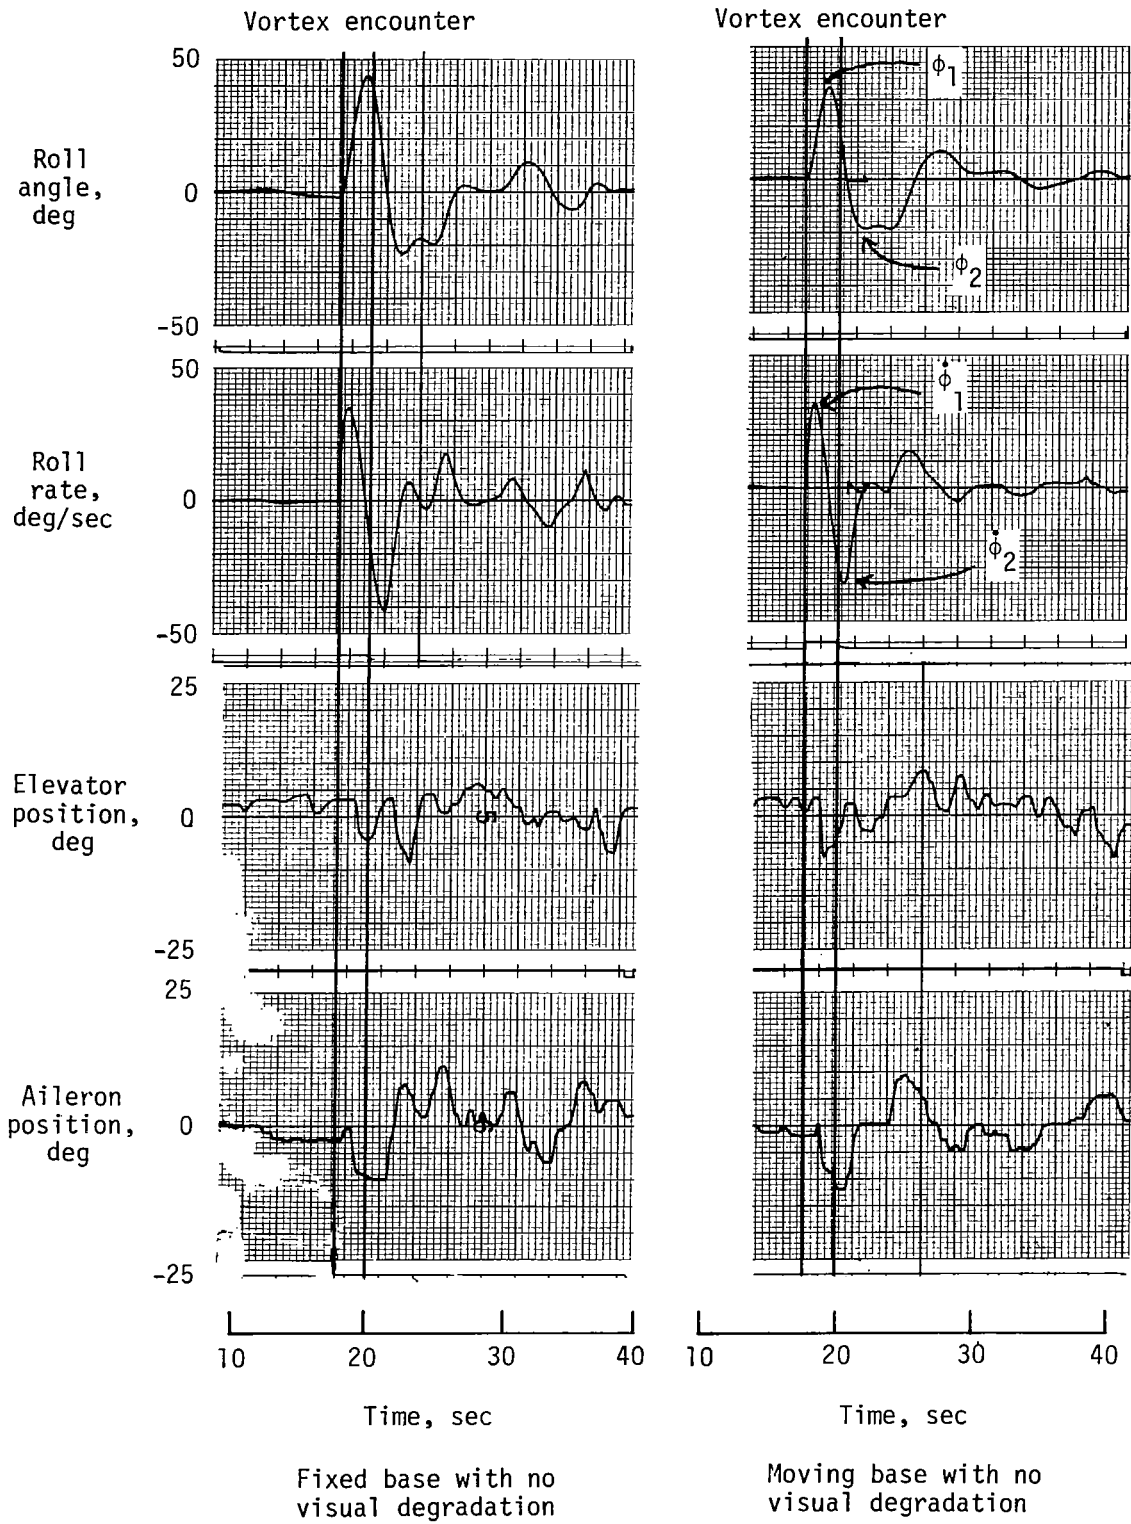 Vortex encounter
Vortex encounter
50
Roll
angle,
deg
0
-50
ϕ1
ϕ2
50
Roll
rate,
deg/sec
0
-50
ϕ̇1
ϕ̇2
25
Elevator
position,
deg
0
-25
5
25
Aileron
position,
deg
0
-25
10 20 30 40
10 20 30 40
Time, sec
Time, sec
Fixed base with no
visual degradation
Moving base with no
visual degradation